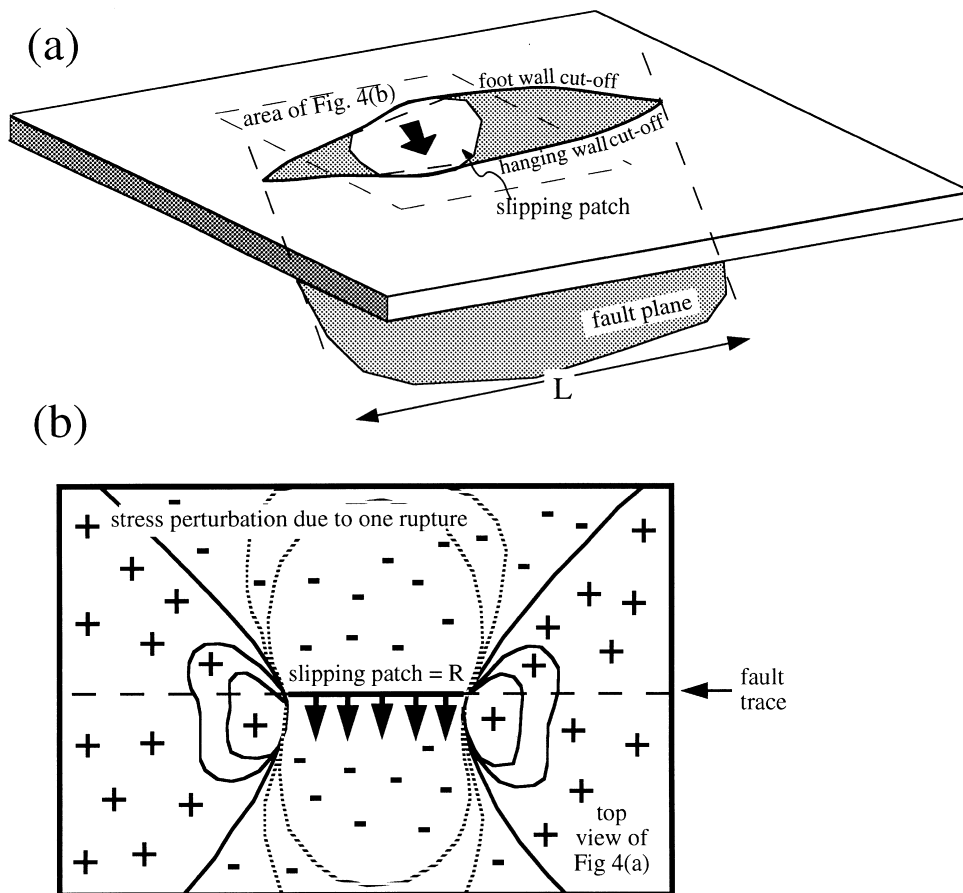 (a)
area of Fig. 4(b)
foot wall cut-off
hanging wall cut-off
slipping patch
fault plane
L
(b)
stress perturbation due to one rupture
slipping patch = R
fault
trace
top
view of
Fig 4(a)